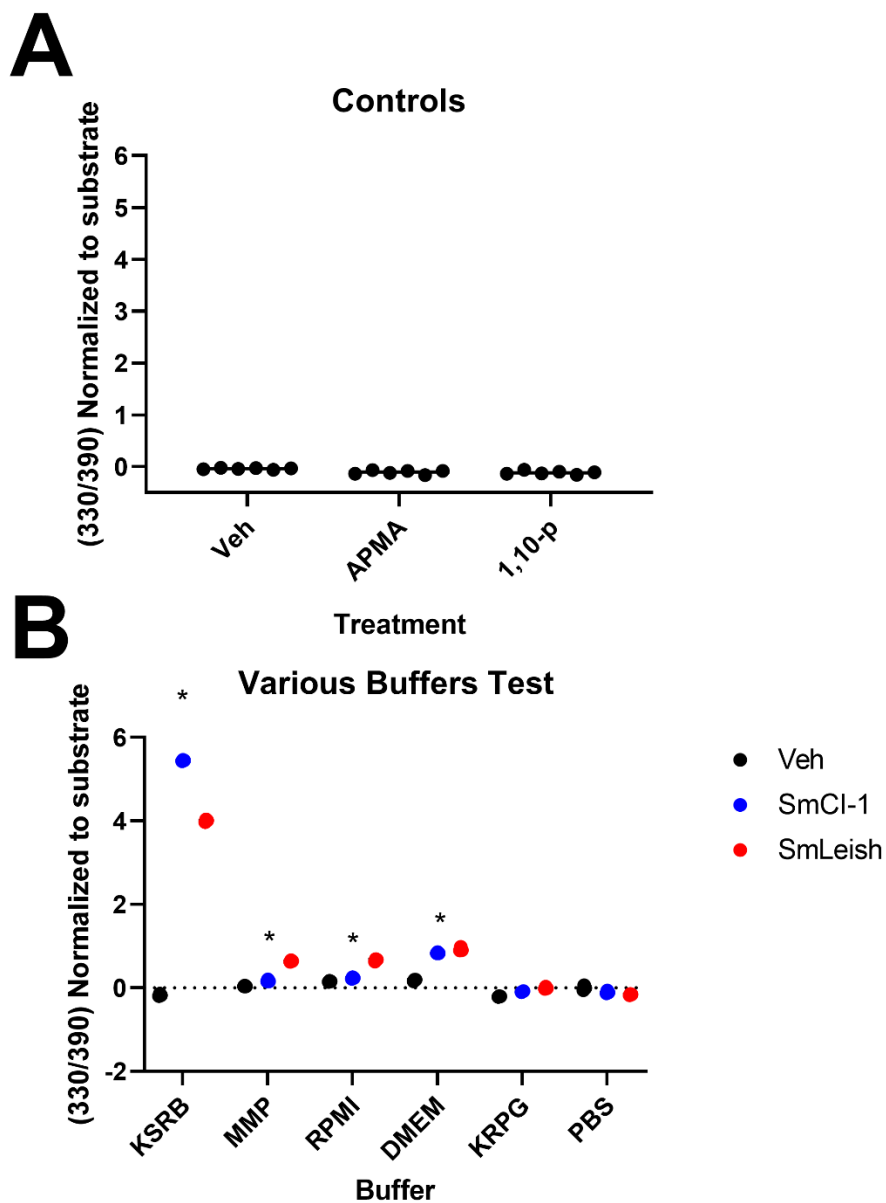 A
Controls
(330/390) Normalized to substrate
6
5
4
3
2
1
0
Veh
APMA
1,10-p
Treatment
B
Various Buffers Test
(330/390) Normalized to substrate
*
*
*
*
6
4
2
0
-2
KSRB
MMP
RPMI
DMEM
KRPG
PBS
Buffer
Veh
SmCI-1
SmLeish